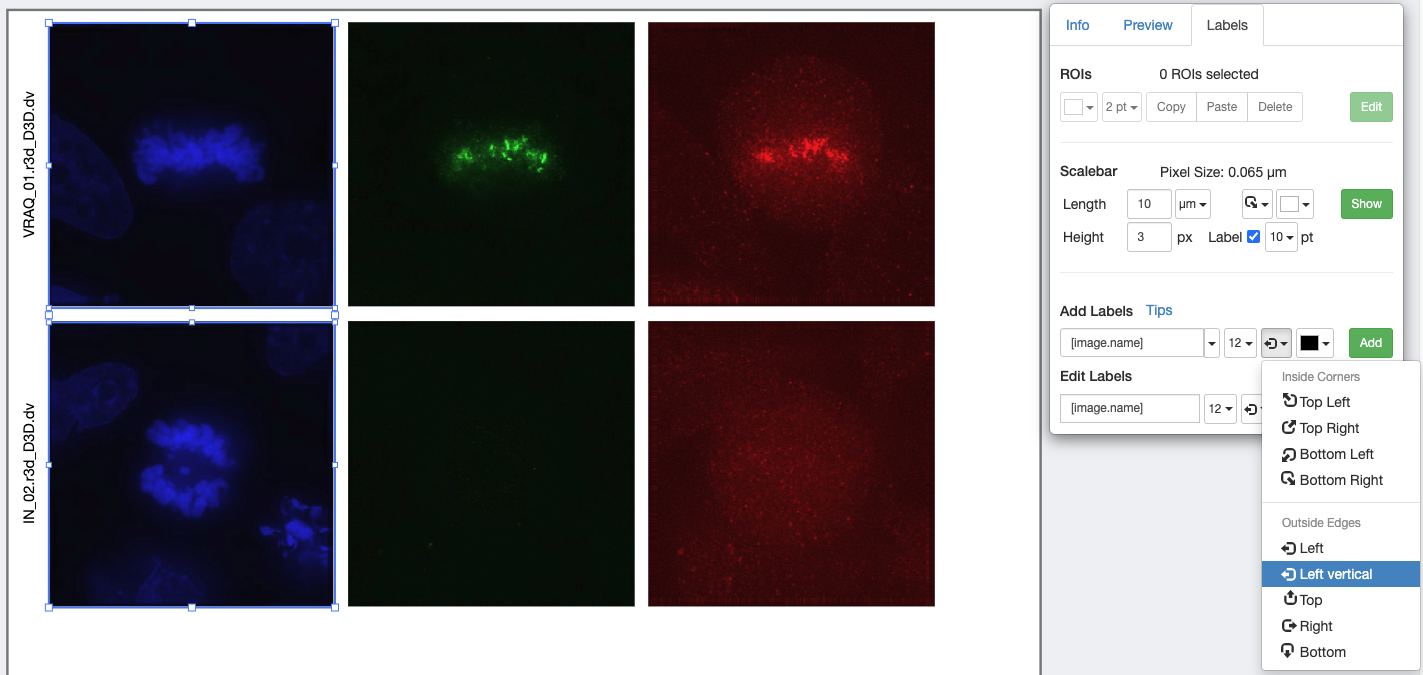 VRAQ_01.r3d_D3D.dv
IN_02.r3d_D3D.dv
Info Preview Labels
ROIs 0 ROIs selected
2 pt Copy Paste Delete Edit
Scalebar Pixel Size: 0.065 µm
Length 10 µm Show
Height 3 px Label 10 pt
Add Labels Tips
[image.name] 12 Add
Edit Labels
[image.name] 12
Inside Corners
Top Left
Top Right
Bottom Left
Bottom Right
Outside Edges
Left
Left vertical
Top
Right
Bottom